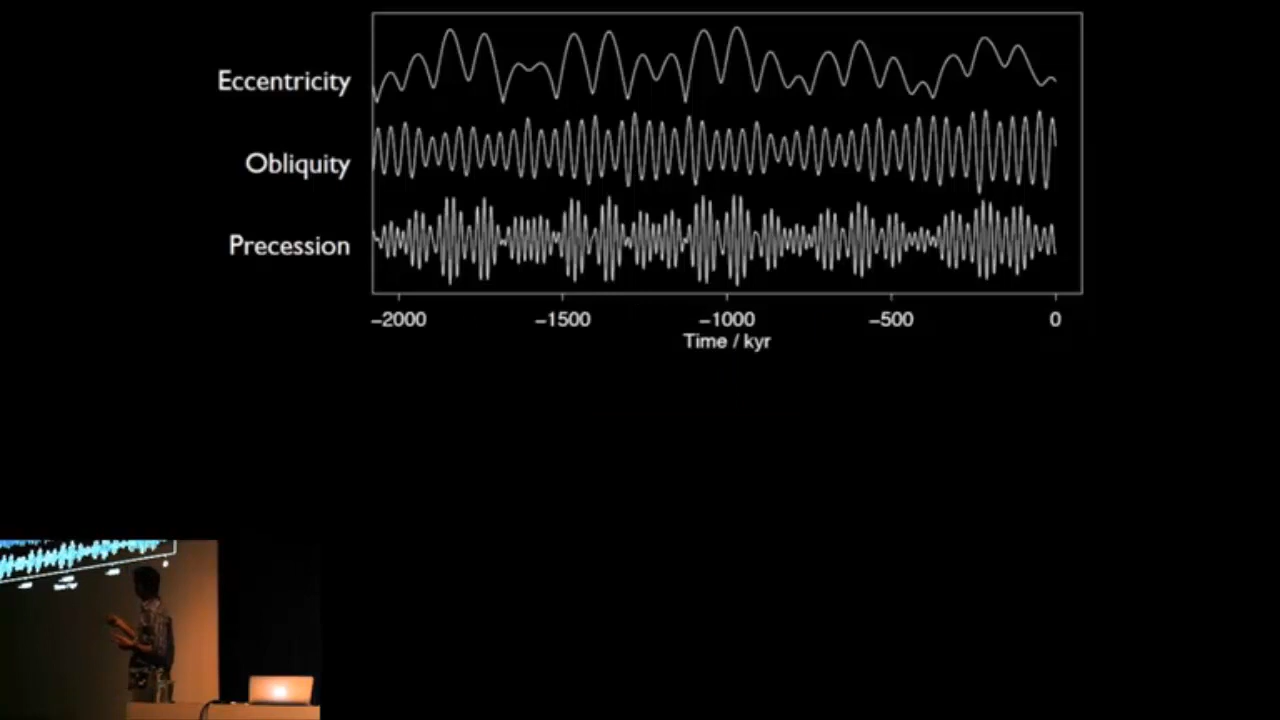 Eccentricity
Obliquity
Precession
−2000 −1500 −1000 −500 0
Time / kyr